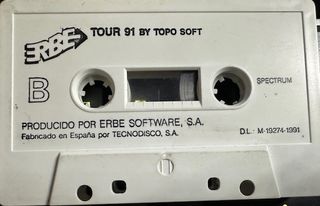 ERBE TOUR 91 BY TOPO SOFT
B
SPECTRUM
PRODUCIDO POR ERBE SOFTWARE, S.A.
Fabricado en España por TECNODISCO, S.A. D.L.: M-19274-1991